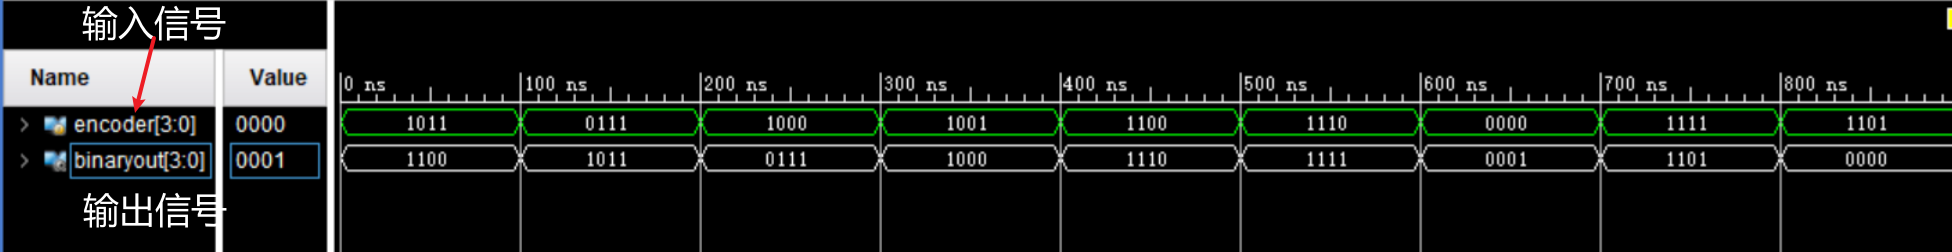 输入信号
Name Value
0 ns 100 ns 200 ns 300 ns 400 ns 500 ns 600 ns 700 ns 800 ns
encoder[3:0] 0000 1011 0111 1000 1001 1100 1110 0000 1111 1101
binaryout[3:0] 0001 1100 1011 0111 1000 1110 1111 0001 1101 0000
输出信号